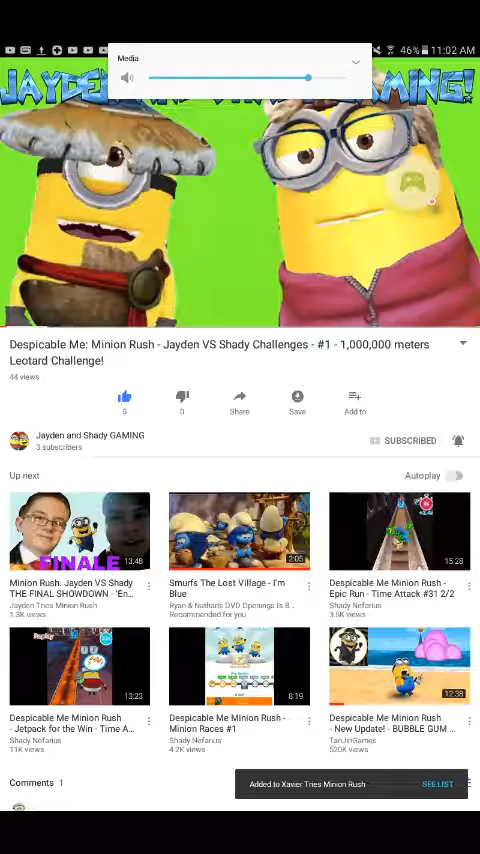 46% 11:02 AM
Media
JAYDEN GAMING!
Despicable Me: Minion Rush - Jayden VS Shady Challenges - #1 - 1,000,000 meters
Leotard Challenge!
44 views
5 0 Share Save Add to
Jayden and Shady GAMING
3 subscribers
SUBSCRIBED
Up next Autoplay
FINALE
13:48
2:05
15:28
Minion Rush: Jayden VS Shady
THE FINAL SHOWDOWN - 'En...
Jayden Tries Minion Rush
1.3K views
Smurfs The Lost Village - I'm
Blue
Ryan & Nathan's DVD Openings Is B...
Recommended for you
Despicable Me Minion Rush -
Epic Run - Time Attack #31 2/2
Shady Nefarius
3.5K views
Replay
13:23
8:19
12:38
Despicable Me Minion Rush
- Jetpack for the Win - Time A...
Shady Nefarius
11K views
Despicable Me Minion Rush -
Minion Races #1
Shady Nefarius
4.2K views
Despicable Me Minion Rush
- New Update! - BUBBLE GUM ...
TanJinGames
520K views
Comments 1
Added to Xavier Tries Minion Rush SEE LIST